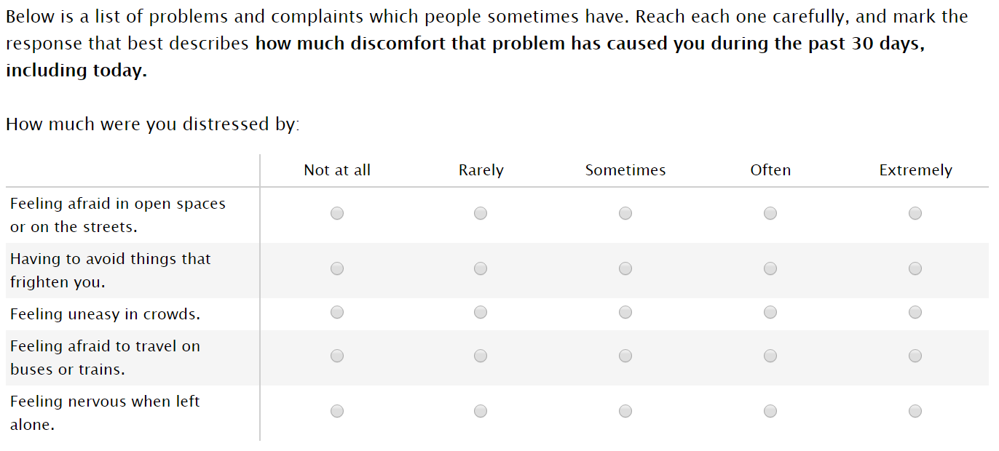 Below is a list of problems and complaints which people sometimes have. Reach each one carefully, and mark the
response that best describes how much discomfort that problem has caused you during the past 30 days,
including today.
How much were you distressed by:
Not at all Rarely Sometimes Often Extremely
Feeling afraid in open spaces
or on the streets.
Having to avoid things that
frighten you.
Feeling uneasy in crowds.
Feeling afraid to travel on
buses or trains.
Feeling nervous when left
alone.